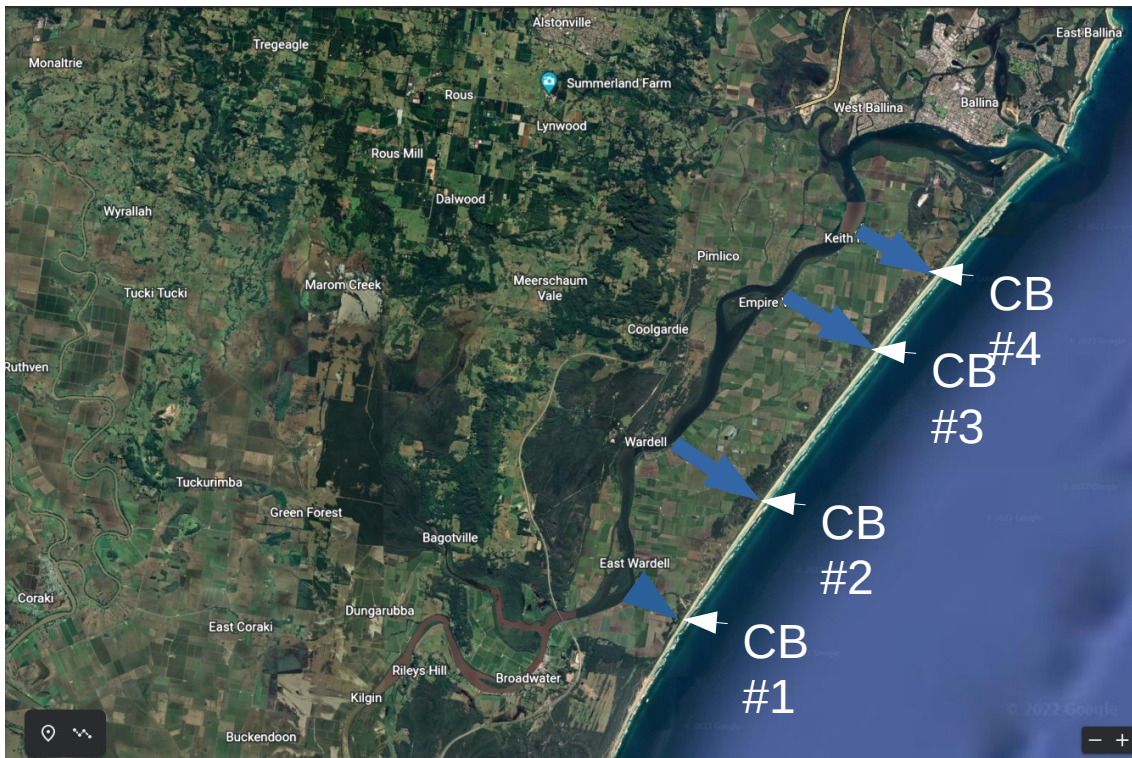 Alstonville
East Ballina
Tregeagle
Monaltrie
Summerland Farm
Rous
West Ballina
Ballina
Lynwood
Rous Mill
Dalwood
Wyrallah
Keith
Pimlico
Meerschaum
Vale
Marom Creek
Tucki Tucki
Empire
CB
#4
Coolgardie
Ruthven
CB
#3
Wardell
Tuckurimba
Green Forest
CB
#2
Bagotville
East Wardell
Coraki
Dungarubba
East Coraki
CB
#1
Rileys Hill
Broadwater
Kilgin
© 2022 Google
Buckendoon